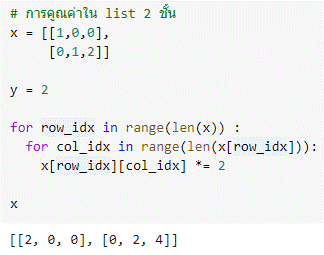 # การคูณค่าใน list 2 ชั้น
x = [[1,0,0],
     [0,1,2]]
y = 2
for row_idx in range(len(x)) :
  for col_idx in range(len(x[row_idx])):
    x[row_idx][col_idx] *= 2
x
[[2, 0, 0], [0, 2, 4]]